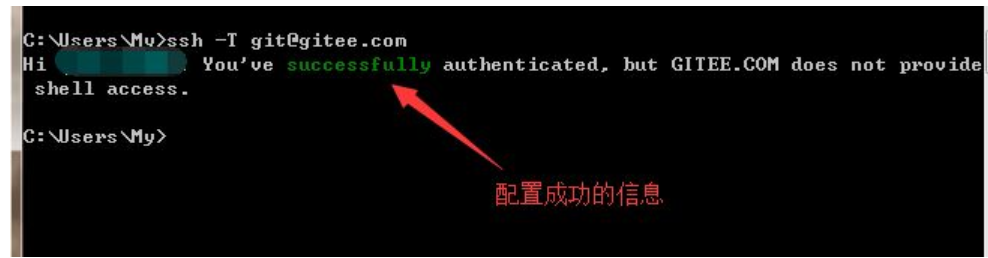 C:\Users\My>ssh -T git@gitee.com
Hi . You've successfully authenticated, but GITEE.COM does not provide
shell access.
C:\Users\My>
配置成功的信息